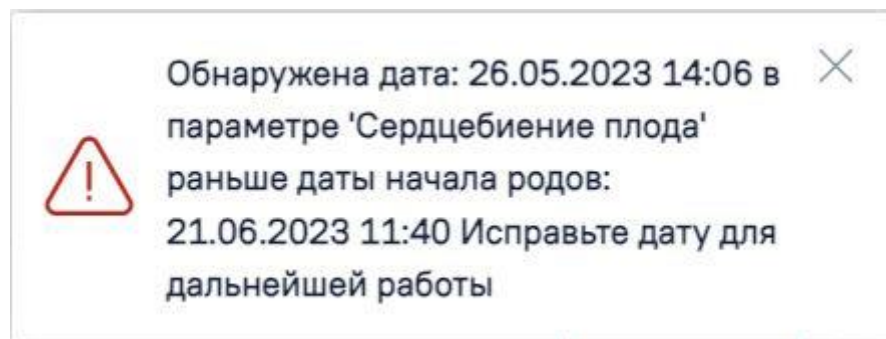 Обнаружена дата: 26.05.2023 14:06 в
параметре 'Сердцебиение плода'
раньше даты начала родов:
21.06.2023 11:40 Исправьте дату для
дальнейшей работы